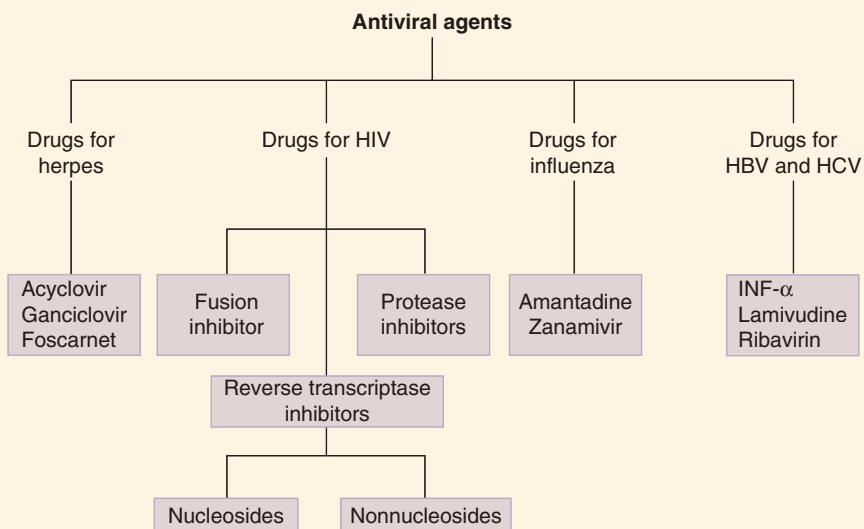 Antiviral agents
Drugs for
herpes
Drugs for HIV
Drugs for
influenza
Drugs for
HBV and HCV
Acyclovir
Ganciclovir
Foscarnet
Fusion
inhibitor
Protease
inhibitors
Amantadine
Zanamivir
INF-α
Lamivudine
Ribavirin
Reverse transcriptase
inhibitors
Nucleosides
Nonnucleosides